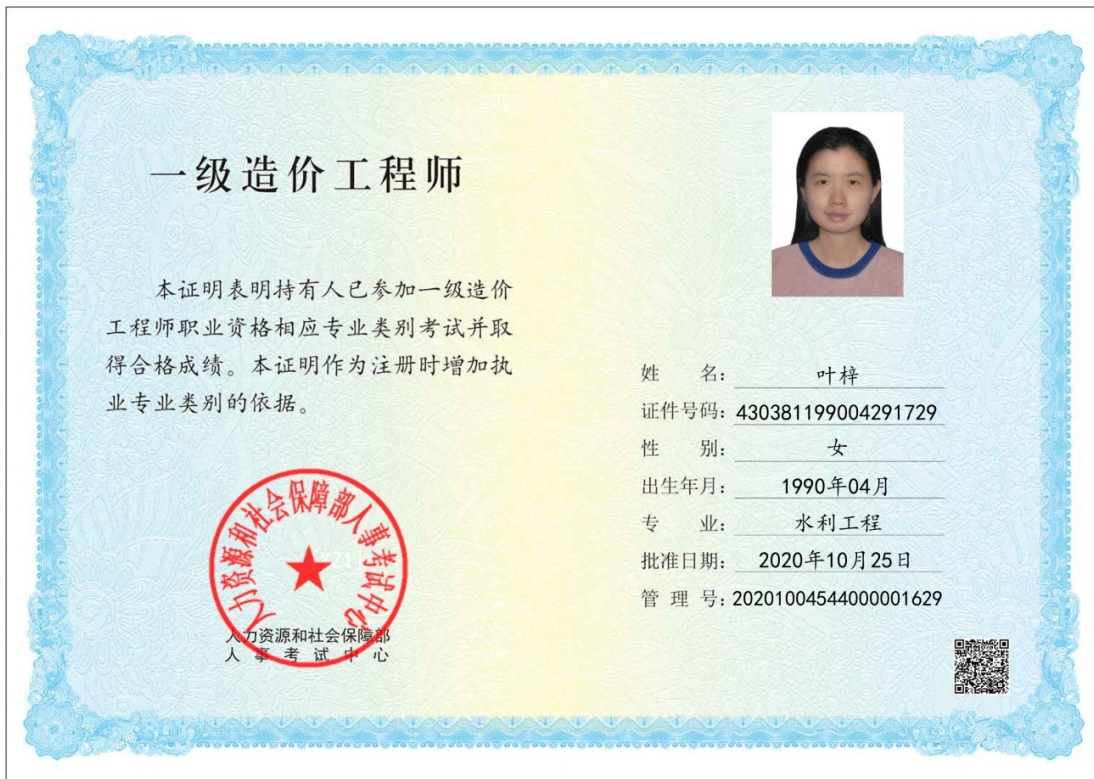 一级造价工程师
本证明表明持有人已参加一级造价
工程师职业资格相应专业类别考试并取
得合格成绩。本证明作为注册时增加执
业专业类别的依据。
人力资源和社会保障部人事考试中心
人力资源和社会保障部
人事考试中心
姓名：叶梓
证件号码：430381199004291729
性别：女
出生年月：1990年04月
专业：水利工程
批准日期：2020年10月25日
管理号：20201004544000001629